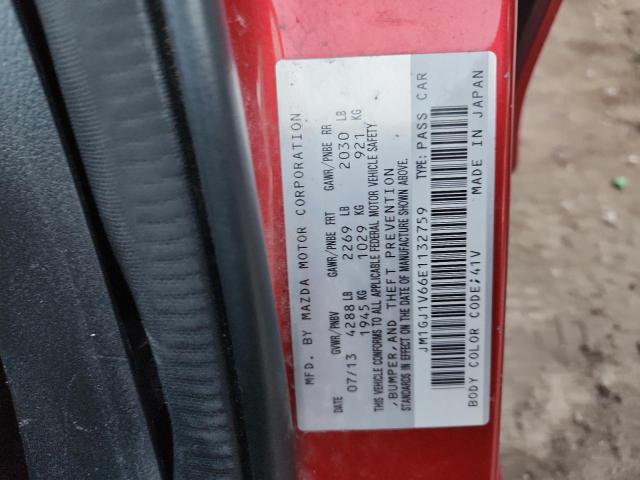 MFD. BY MAZDA MOTOR CORPORATION
DATE GVWR/PNBV GAWR/PNBE FRT GAWR/PNBE RR
07/13 4288 LB 2269 LB 2030 LB
1945 KG 1029 KG 921 KG
THIS VEHICLE CONFORMS TO ALL APPLICABLE FEDERAL MOTOR VEHICLE SAFETY
,BUMPER,AND THEFT PREVENTION
STANDARDS IN EFFECT ON THE DATE OF MANUFACTURE SHOWN ABOVE.
JM1GJ1V66E1132759 TYPE: PASS CAR
BODY COLOR CODE;41V MADE IN JAPAN